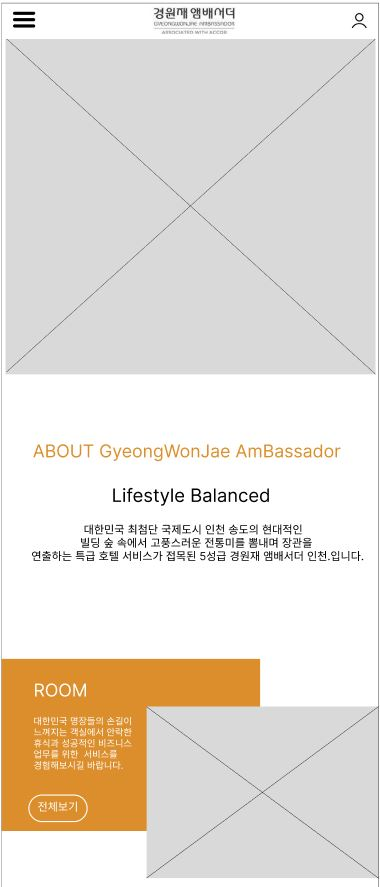 경원재 앰배서더
GYEONGWONJAE AMBASSADOR
ASSOCIATED WITH ACCOR
ABOUT GyeongWonJae AmBassador
Lifestyle Balanced
대한민국 최첨단 국제도시 인천 송도의 현대적인
빌딩 숲 속에서 고풍스러운 전통미를 뽐내며 장관을
연출하는 특급 호텔 서비스가 접목된 5성급 경원재 앰배서더 인천.입니다.
ROOM
대한민국 명장들의 손길이
느껴지는 객실에서 안락한
휴식과 성공적인 비즈니스
업무를 위한 서비스를
경험해보시길 바랍니다.
전체보기